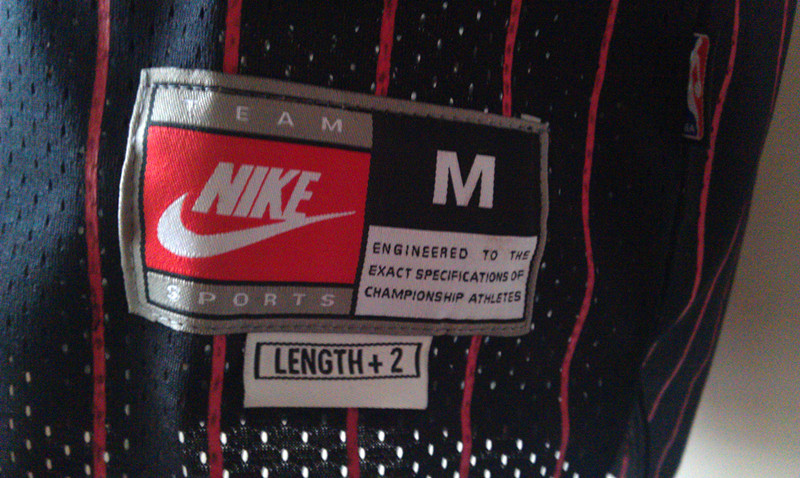 TEAM
NIKE
SPORTS
M
ENGINEERED TO THE
EXACT SPECIFICATIONS OF
CHAMPIONSHIP ATHLETES
LENGTH + 2